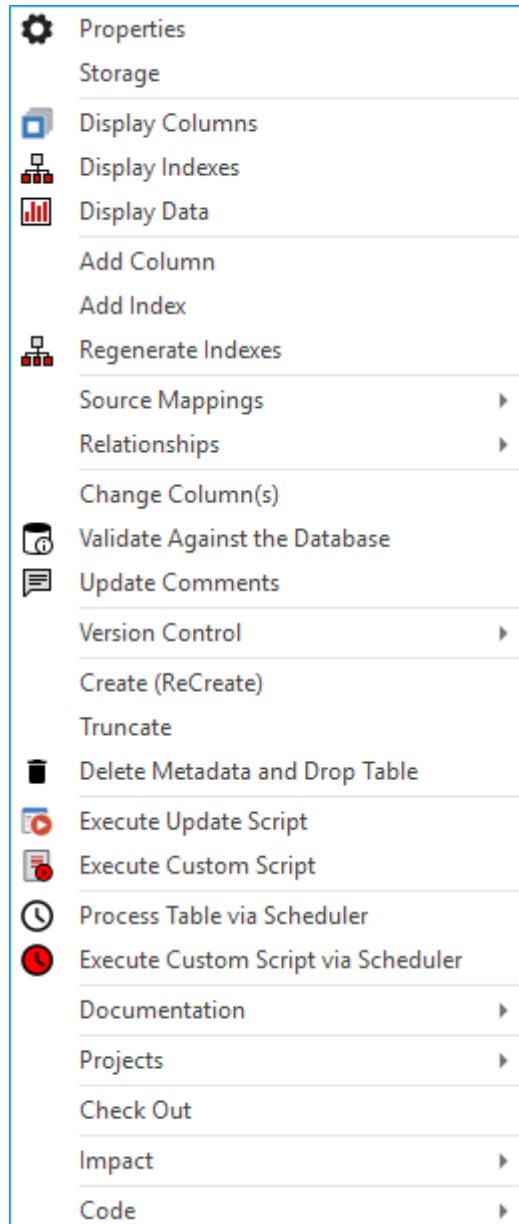 Properties
Storage
Display Columns
Display Indexes
Display Data
Add Column
Add Index
Regenerate Indexes
Source Mappings
Relationships
Change Column(s)
Validate Against the Database
Update Comments
Version Control
Create (ReCreate)
Truncate
Delete Metadata and Drop Table
Execute Update Script
Execute Custom Script
Process Table via Scheduler
Execute Custom Script via Scheduler
Documentation
Projects
Check Out
Impact
Code